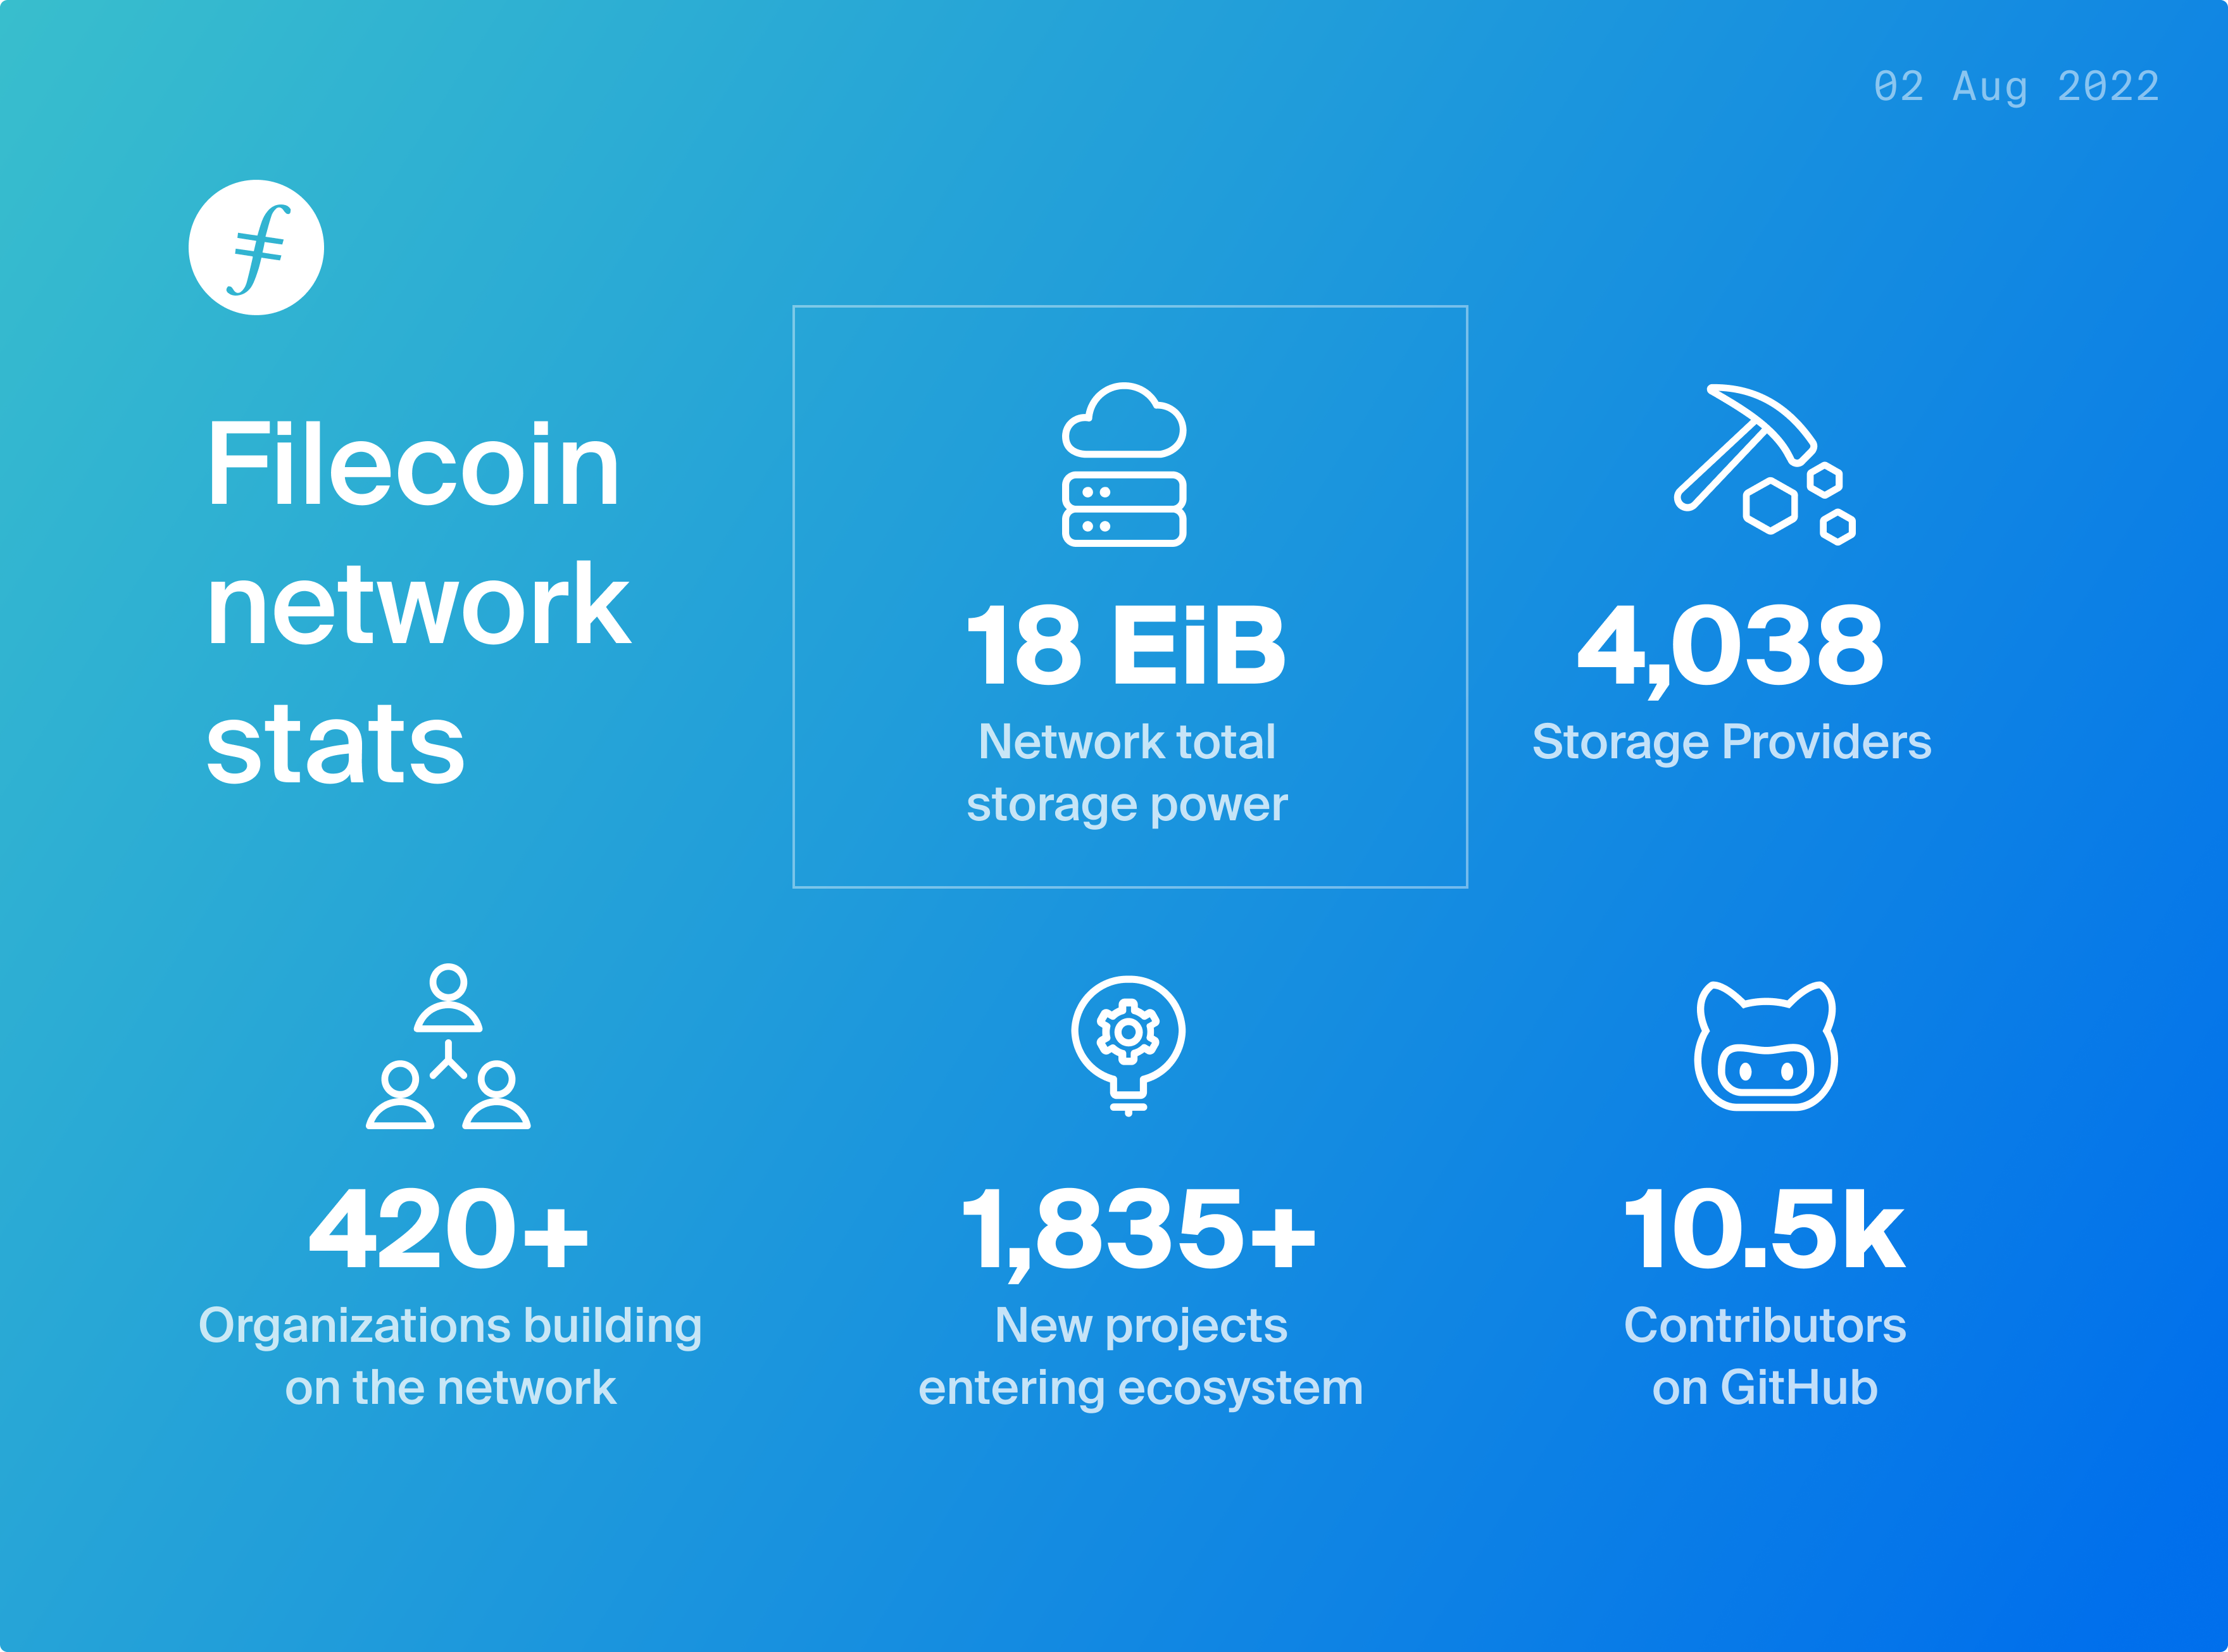 02 Aug 2022
Filecoin
network
stats
18 EiB
Network total
storage power
4,038
Storage Providers
420+
Organizations building
on the network
1,835+
New projects
entering ecosystem
10.5k
Contributors
on GitHub